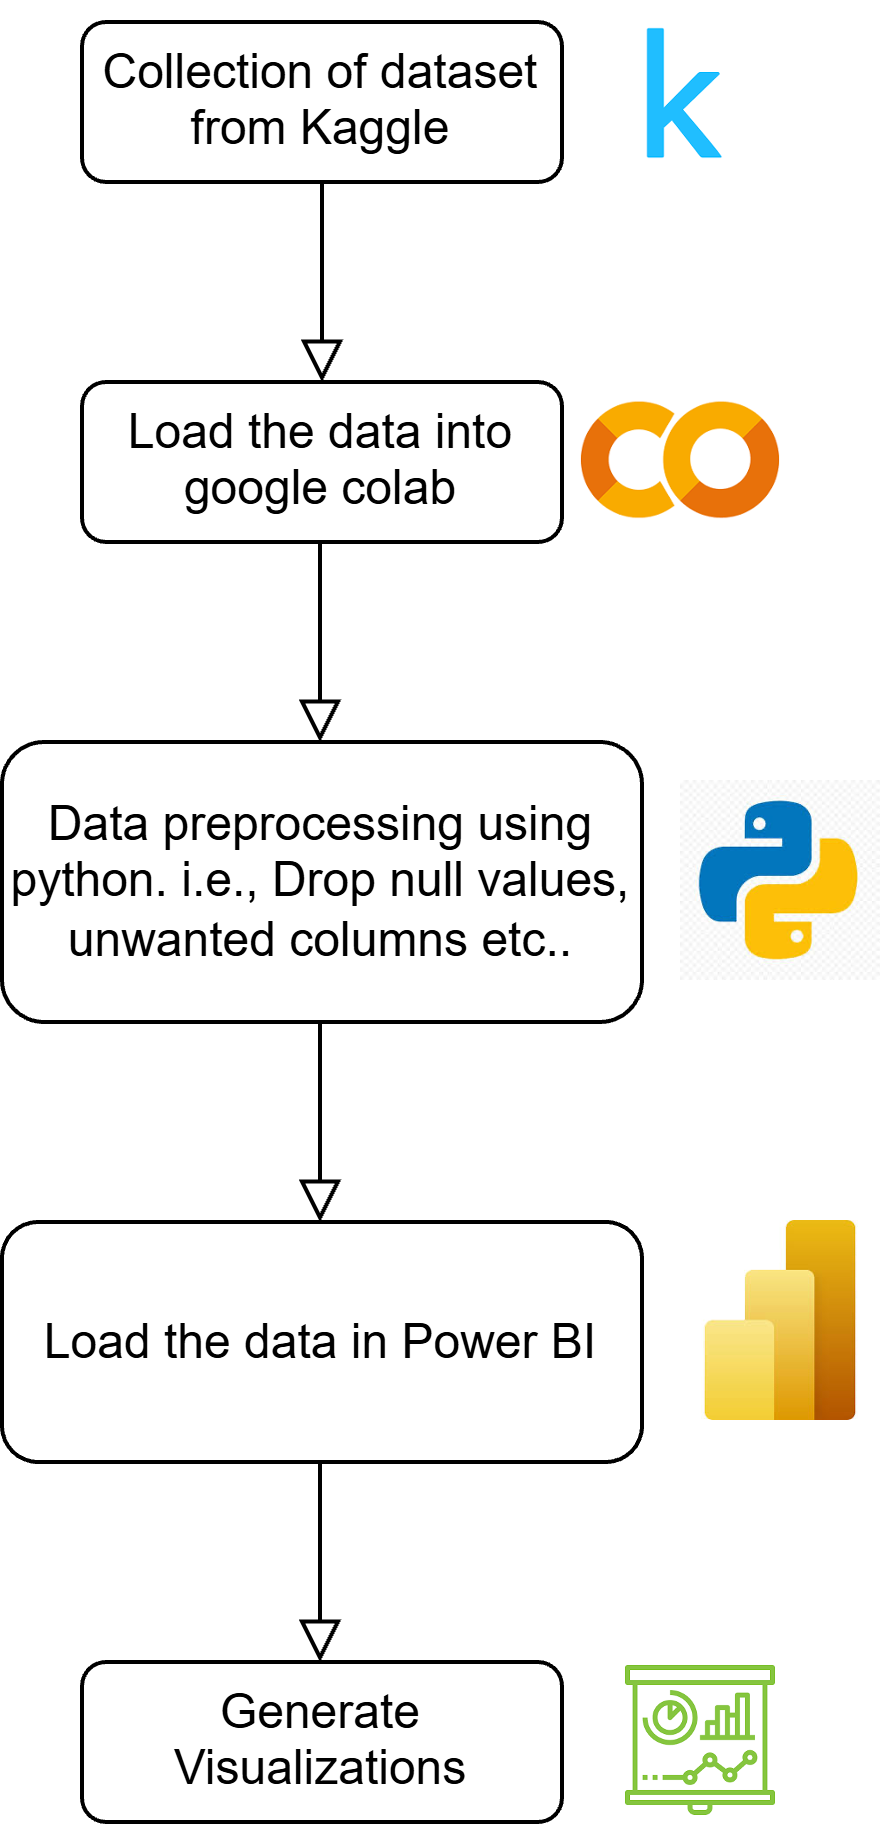 Collection of dataset
from Kaggle
k
Load the data into
google colab
Data preprocessing using
python. i.e., Drop null values,
unwanted columns etc..
Load the data in Power BI
Generate
Visualizations